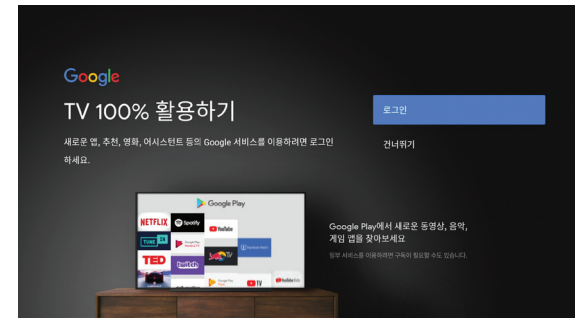 Google
TV 100% 활용하기
새로운 앱, 추천, 영화, 어시스턴트 등의 Google 서비스를 이용하려면 로그인
하세요.
로그인
건너뛰기
Google Play
NETFLIX
Spotify
YouTube
TUNE IN
TED
twitch
TV
TV
Google Play에서 새로운 동영상, 음악,
게임 앱을 찾아보세요
일부 서비스를 이용하려면 구독이 필요할 수도 있습니다.